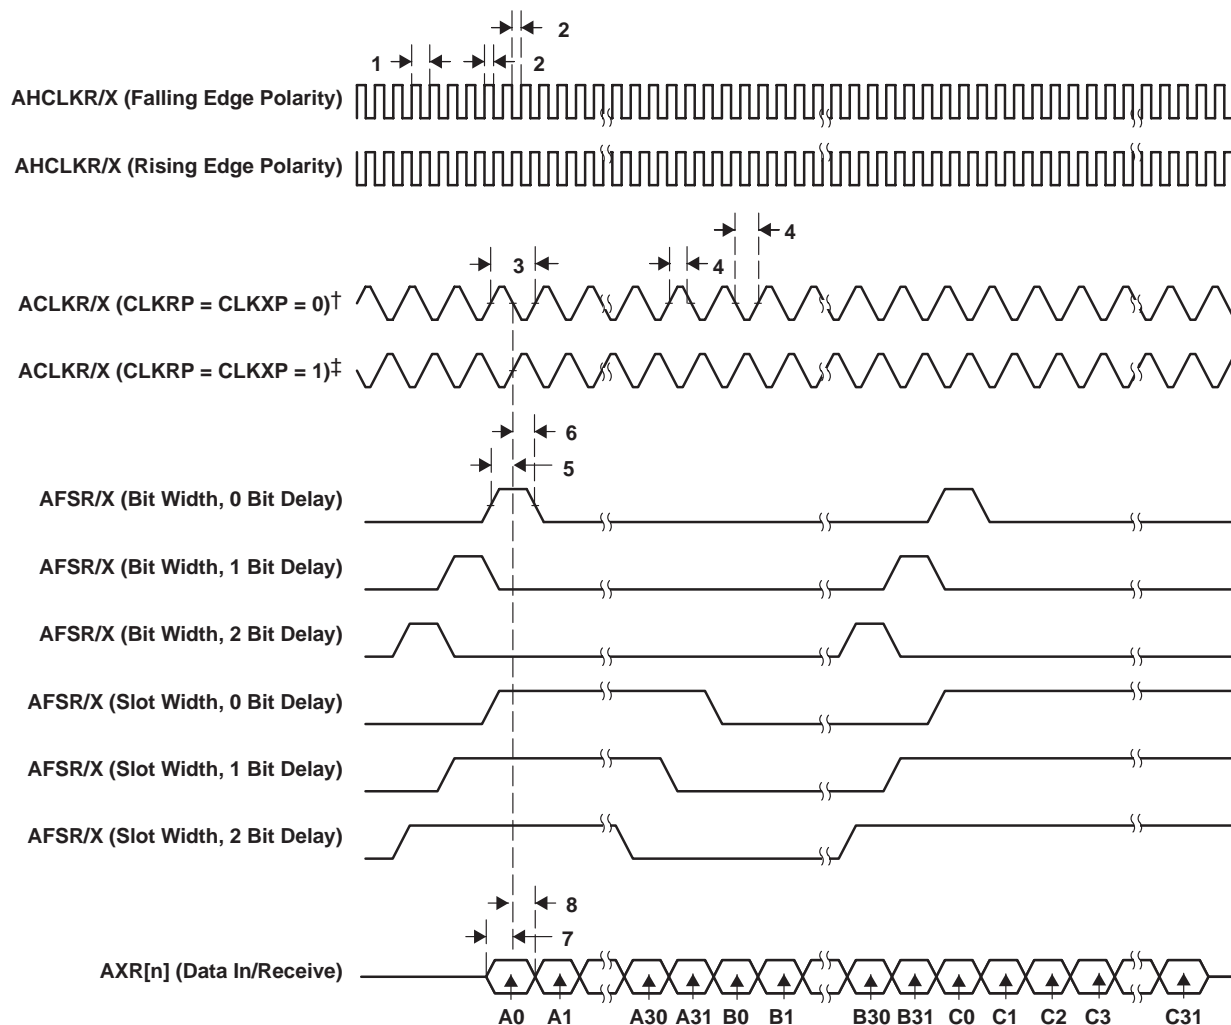 2
1
2
AHCLKR/X (Falling Edge Polarity)
AHCLKR/X (Rising Edge Polarity)
4
3
4
ACLKR/X (CLKRP = CLKXP = 0)†
ACLKR/X (CLKRP = CLKXP = 1)‡
6
5
AFSR/X (Bit Width, 0 Bit Delay)
AFSR/X (Bit Width, 1 Bit Delay)
AFSR/X (Bit Width, 2 Bit Delay)
AFSR/X (Slot Width, 0 Bit Delay)
AFSR/X (Slot Width, 1 Bit Delay)
AFSR/X (Slot Width, 2 Bit Delay)
8
7
AXR[n] (Data In/Receive)
A0 A1 A30 A31 B0 B1 B30 B31 C0 C1 C2 C3 C31